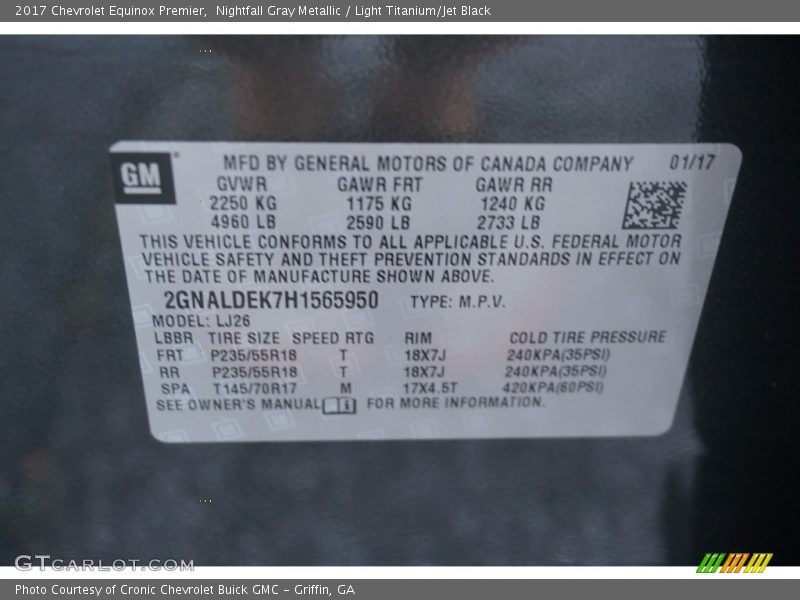 2017 Chevrolet Equinox Premier,  Nightfall Gray Metallic / Light Titanium/Jet Black
GM
MFD BY GENERAL MOTORS OF CANADA COMPANY 01/17
GVWR GAWR FRT GAWR RR
2250 KG 1175 KG 1240 KG
4960 LB 2590 LB 2733 LB
THIS VEHICLE CONFORMS TO ALL APPLICABLE U.S. FEDERAL MOTOR
VEHICLE SAFETY AND THEFT PREVENTION STANDARDS IN EFFECT ON
THE DATE OF MANUFACTURE SHOWN ABOVE.
2GNALDEK7H1565950 TYPE: M.P.V.
MODEL: LJ26
LBBR TIRE SIZE SPEED RTG RIM COLD TIRE PRESSURE
FRT P235/55R18 T 18X7J 240KPA(35PSI)
RR P235/55R18 T 18X7J 240KPA(35PSI)
SPA T145/70R17 M 17X4.5T 420KPA(60PSI)
SEE OWNER'S MANUAL FOR MORE INFORMATION.
GTCARLOT.COM
Photo Courtesy of Cronic Chevrolet Buick GMC – Griffin, GA